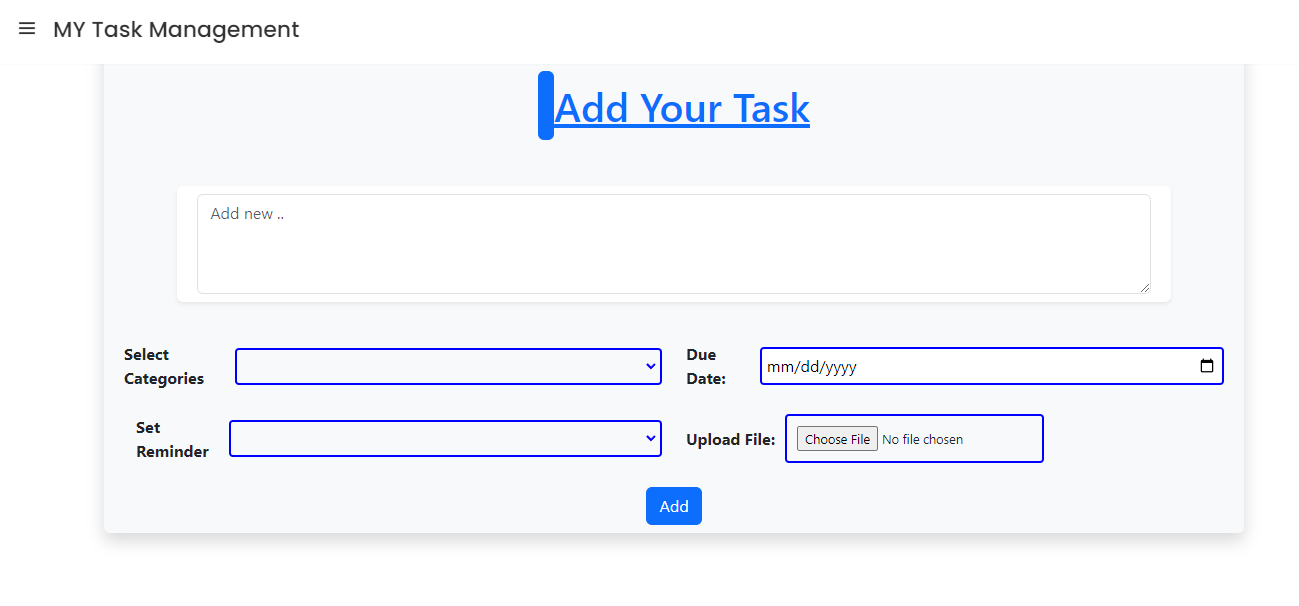 MY Task Management
Add Your Task
Add new ..
Select
Categories
Due
Date:
mm/dd/yyyy
Set
Reminder
Upload File:
Choose File No file chosen
Add